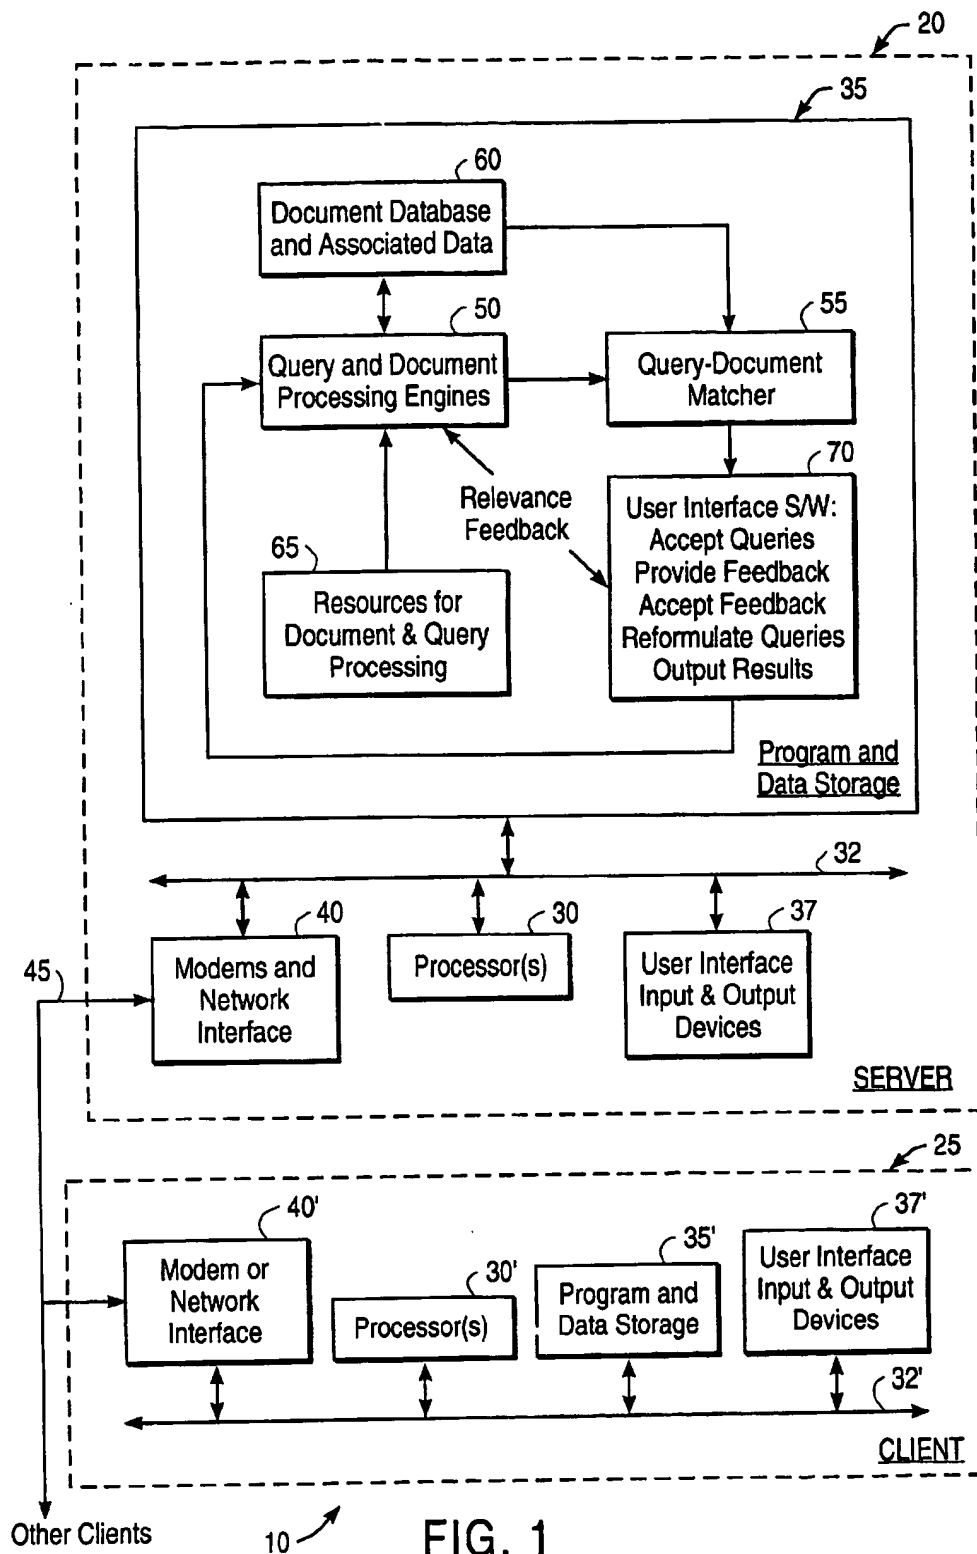 20
35
60
Document Database
and Associated Data
50
Query and Document
Processing Engines
55
Query-Document
Matcher
70
User Interface S/W:
Accept Queries
Provide Feedback
Accept Feedback
Reformulate Queries
Output Results
Relevance
Feedback
65
Resources for
Document & Query
Processing
Program and
Data Storage
32
40
Modems and
Network
Interface
30
Processor(s)
37
User Interface
Input & Output
Devices
45
SERVER
25
40'
Modem or
Network
Interface
30'
Processor(s)
35'
Program and
Data Storage
37'
User Interface
Input & Output
Devices
32'
CLIENT
Other Clients
10
FIG. 1